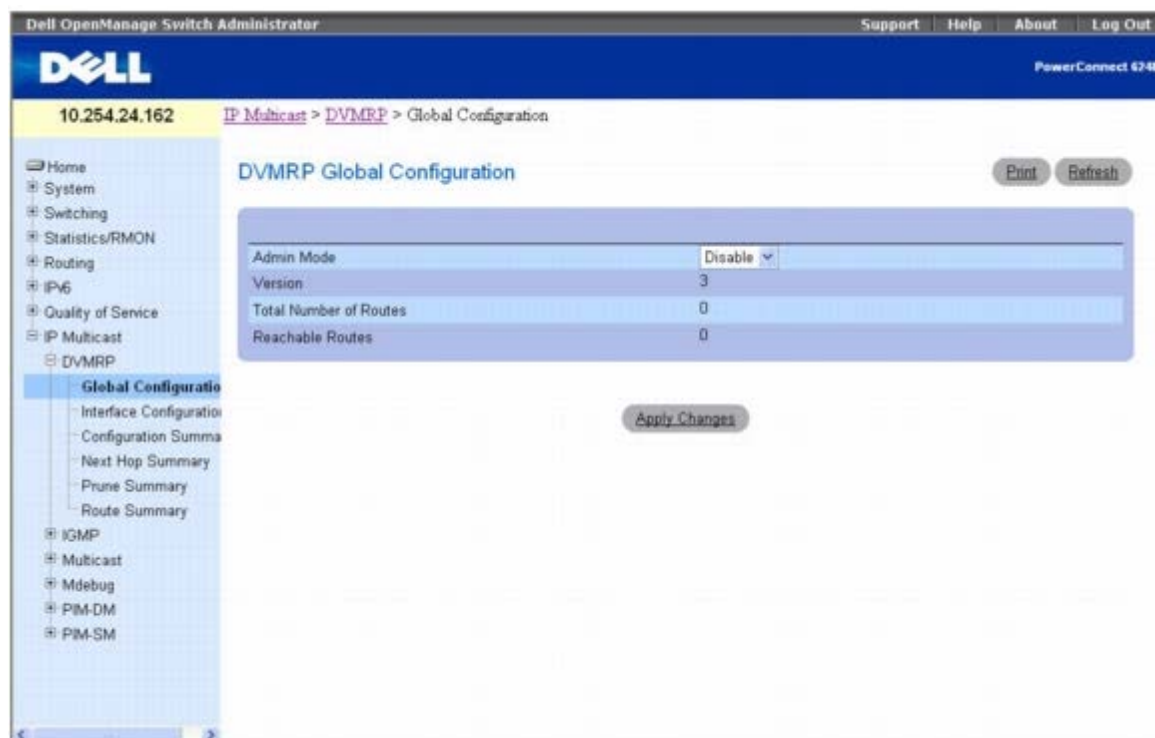 Dell OpenManage Switch Administrator
Support Help About Log Out
DELL
PowerConnect 624
10.254.24.162
IP Multicast > DVMRP > Global Configuration
Home
System
Switching
Statistics/RMON
Routing
IPv6
Quality of Service
IP Multicast
DVMRP
Global Configuratio
Interface Configuratio
Configuration Summa
Next Hop Summary
Prune Summary
Route Summary
IGMP
Multicast
Mdebug
PIM-DM
PIM-SM
DVMRP Global Configuration
Print Refresh
Admin Mode Disable
Version 3
Total Number of Routes 0
Reachable Routes 0
Apply Changes